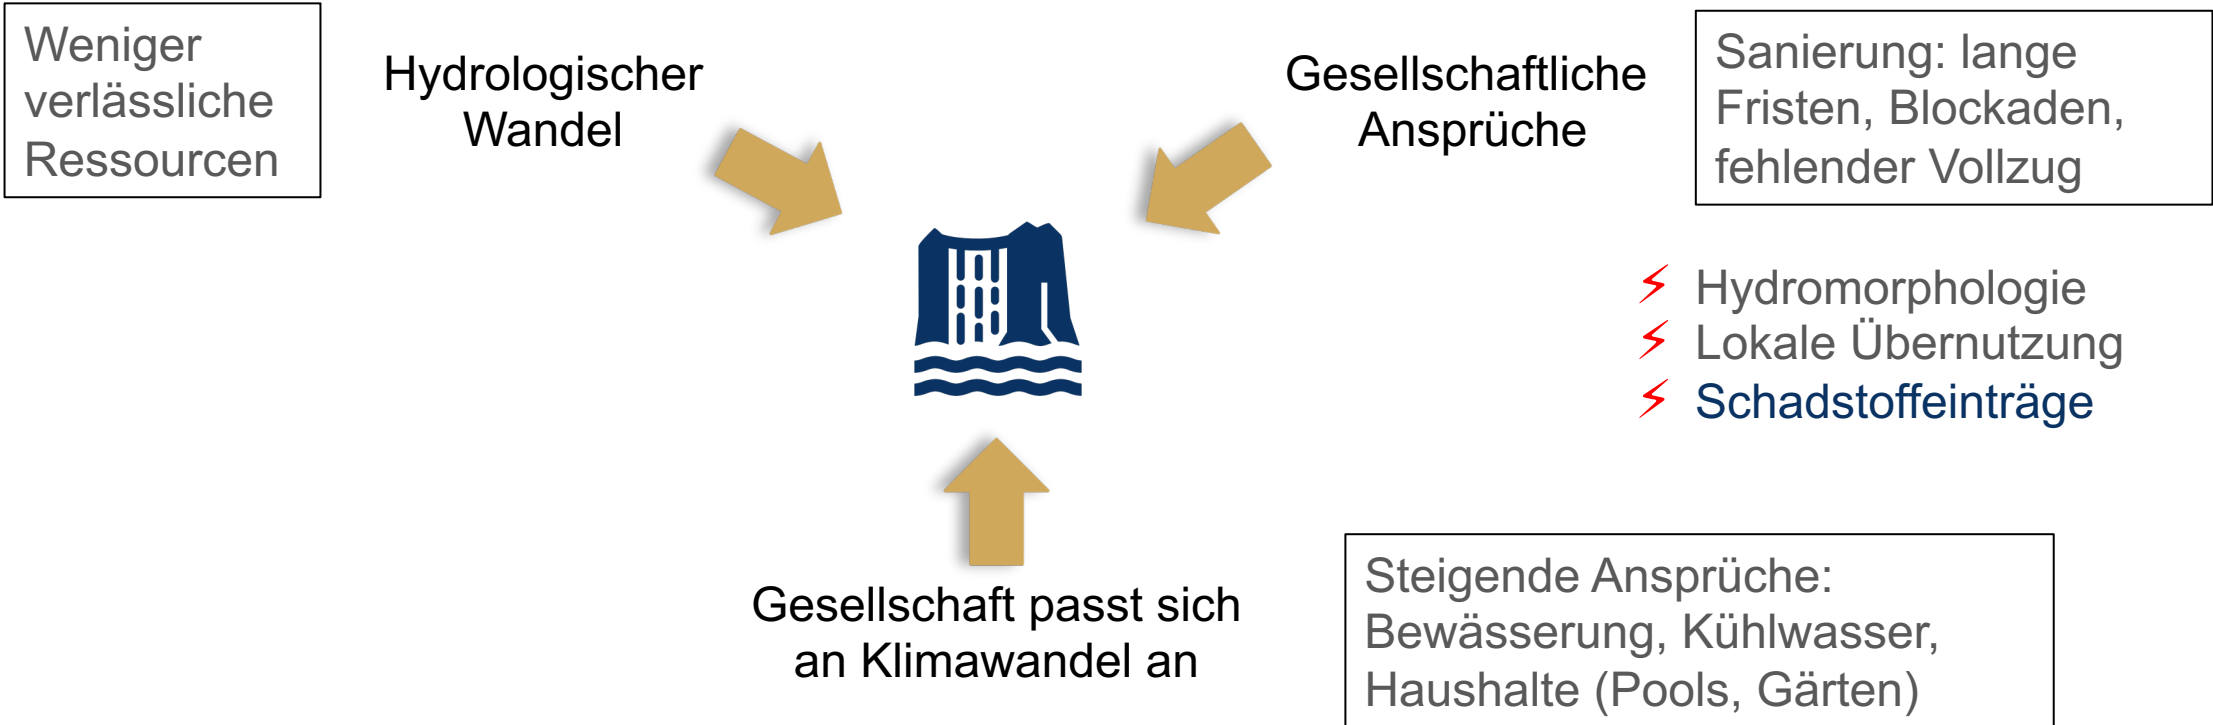 Weniger
verlässliche
Ressourcen
Hydrologischer
Wandel
Gesellschaftliche
Ansprüche
Sanierung: lange
Fristen, Blockaden,
fehlender Vollzug
Hydromorphologie
Lokale Übernutzung
Schadstoffeinträge
Gesellschaft passt sich
an Klimawandel an
Steigende Ansprüche:
Bewässerung, Kühlwasser,
Haushalte (Pools, Gärten)